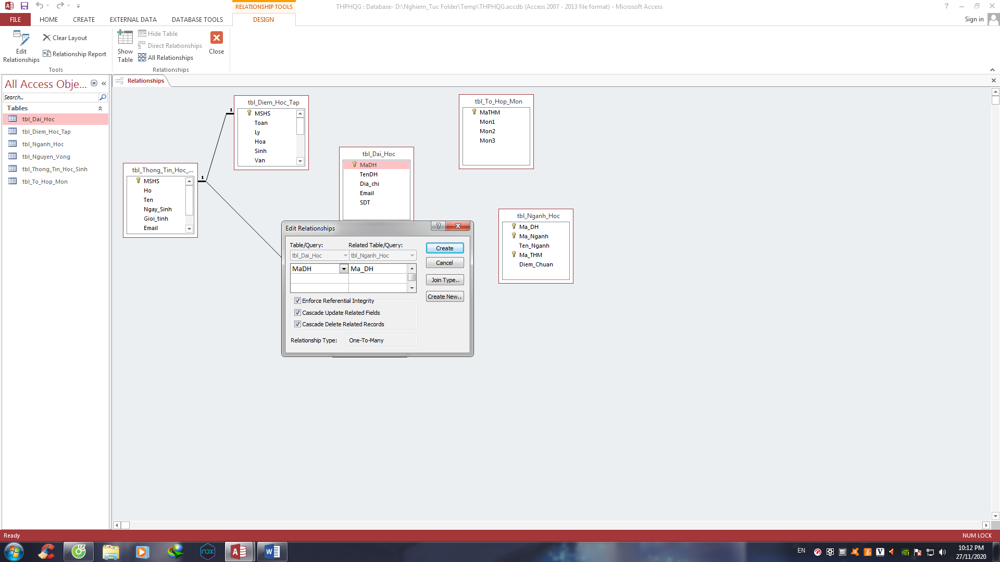 RELATIONSHIP TOOLS
THPHQG : Database- D:\Nghiem_Tuc Folder\Temp\THPHQG.accdb (Access 2007 - 2013 file format) - Microsoft Access
FILE HOME CREATE EXTERNAL DATA DATABASE TOOLS DESIGN Sign in
Edit Relationships
Clear Layout
Relationship Report
Tools
Show Table
Hide Table
Direct Relationships
All Relationships
Close
Relationships
All Access Obje...
Search...
Tables
tbl_Dai_Hoc
tbl_Diem_Hoc_Tap
tbl_Nganh_Hoc
tbl_Nguyen_Vong
tbl_Thong_Tin_Hoc_Sinh
tbl_To_Hop_Mon
Relationships
tbl_Diem_Hoc_Tap
MSHS
Toan
Ly
Hoa
Sinh
Van
1
1
tbl_Thong_Tin_Hoc_...
MSHS
Ho
Ten
Ngay_Sinh
Gioi_tinh
Email
tbl_Dai_Hoc
MaDH
TenDH
Dia_chi
Email
SDT
tbl_To_Hop_Mon
MaTHM
Mon1
Mon2
Mon3
tbl_Nganh_Hoc
Ma_DH
Ma_Nganh
Ten_Nganh
Ma_THM
Diem_Chuan
Edit Relationships
Table/Query: Related Table/Query:
tbl_Dai_Hoc tbl_Nganh_Hoc
MaDH Ma_DH
Create
Cancel
Join Type..
Create New..
Enforce Referential Integrity
Cascade Update Related Fields
Cascade Delete Related Records
Relationship Type: One-To-Many
Ready NUM LOCK
nox
EN
10:12 PM
27/11/2020